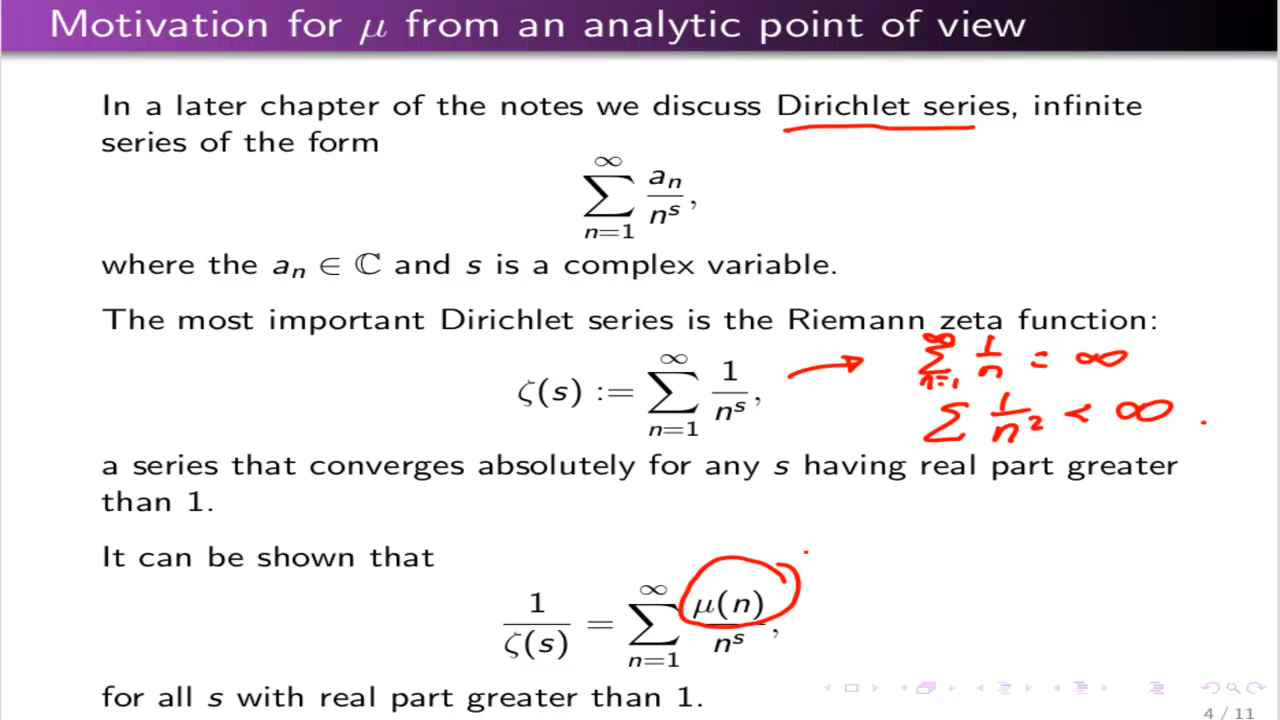 Motivation for μ from an analytic point of view
In a later chapter of the notes we discuss Dirichlet series, infinite
series of the form
∑_{n=1}^{∞} a_n/n^s,
where the a_n ∈ ℂ and s is a complex variable.
The most important Dirichlet series is the Riemann zeta function:
ζ(s) := ∑_{n=1}^{∞} 1/n^s, → ∑_{n=1}^{∞} 1/n = ∞
∑ 1/n^2 < ∞
a series that converges absolutely for any s having real part greater
than 1.
It can be shown that
1/ζ(s) = ∑_{n=1}^{∞} μ(n)/n^s,
for all s with real part greater than 1.
4 / 11